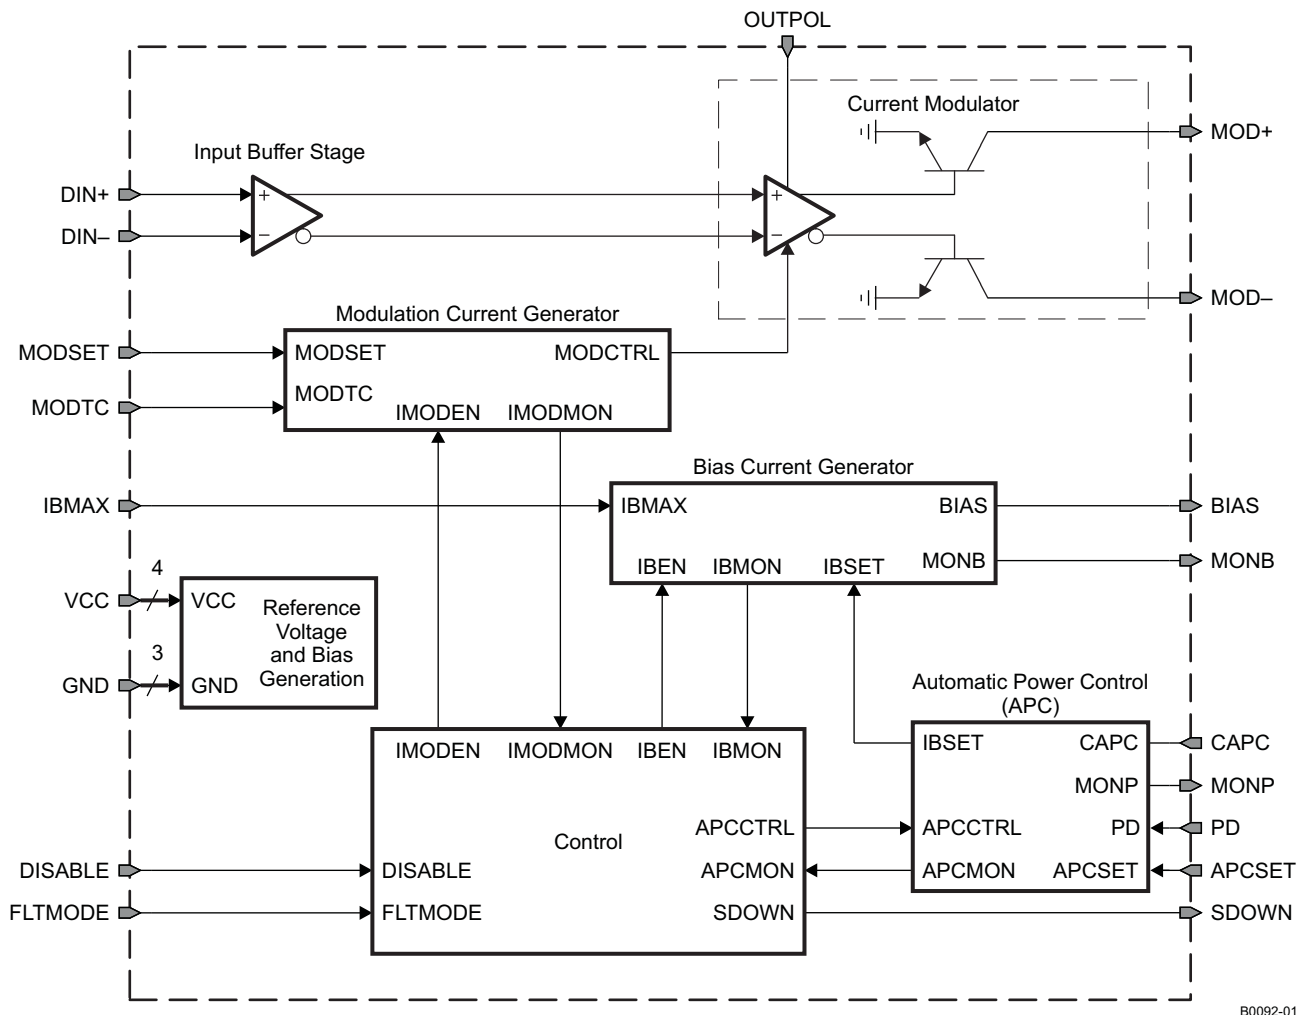 OUTPOL
Current Modulator
MOD+
Input Buffer Stage
DIN+
+
+
DIN–
–
–
MOD–
Modulation Current Generator
MODSET
MODSET
MODCTRL
MODTC
MODTC
IMODEN
IMODMON
Bias Current Generator
IBMAX
IBMAX
BIAS
BIAS
IBEN
IBMON
IBSET
MONB
MONB
4
VCC
VCC
Reference
Voltage
and Bias
Generation
3
GND
GND
Automatic Power Control
(APC)
IMODEN
IMODMON
IBEN
IBMON
IBSET
CAPC
CAPC
MONP
MONP
Control
APCCTRL
APCCTRL
PD
PD
DISABLE
DISABLE
APCMON
APCMON
APCSET
APCSET
FLTMODE
FLTMODE
SDOWN
SDOWN
B0092-01